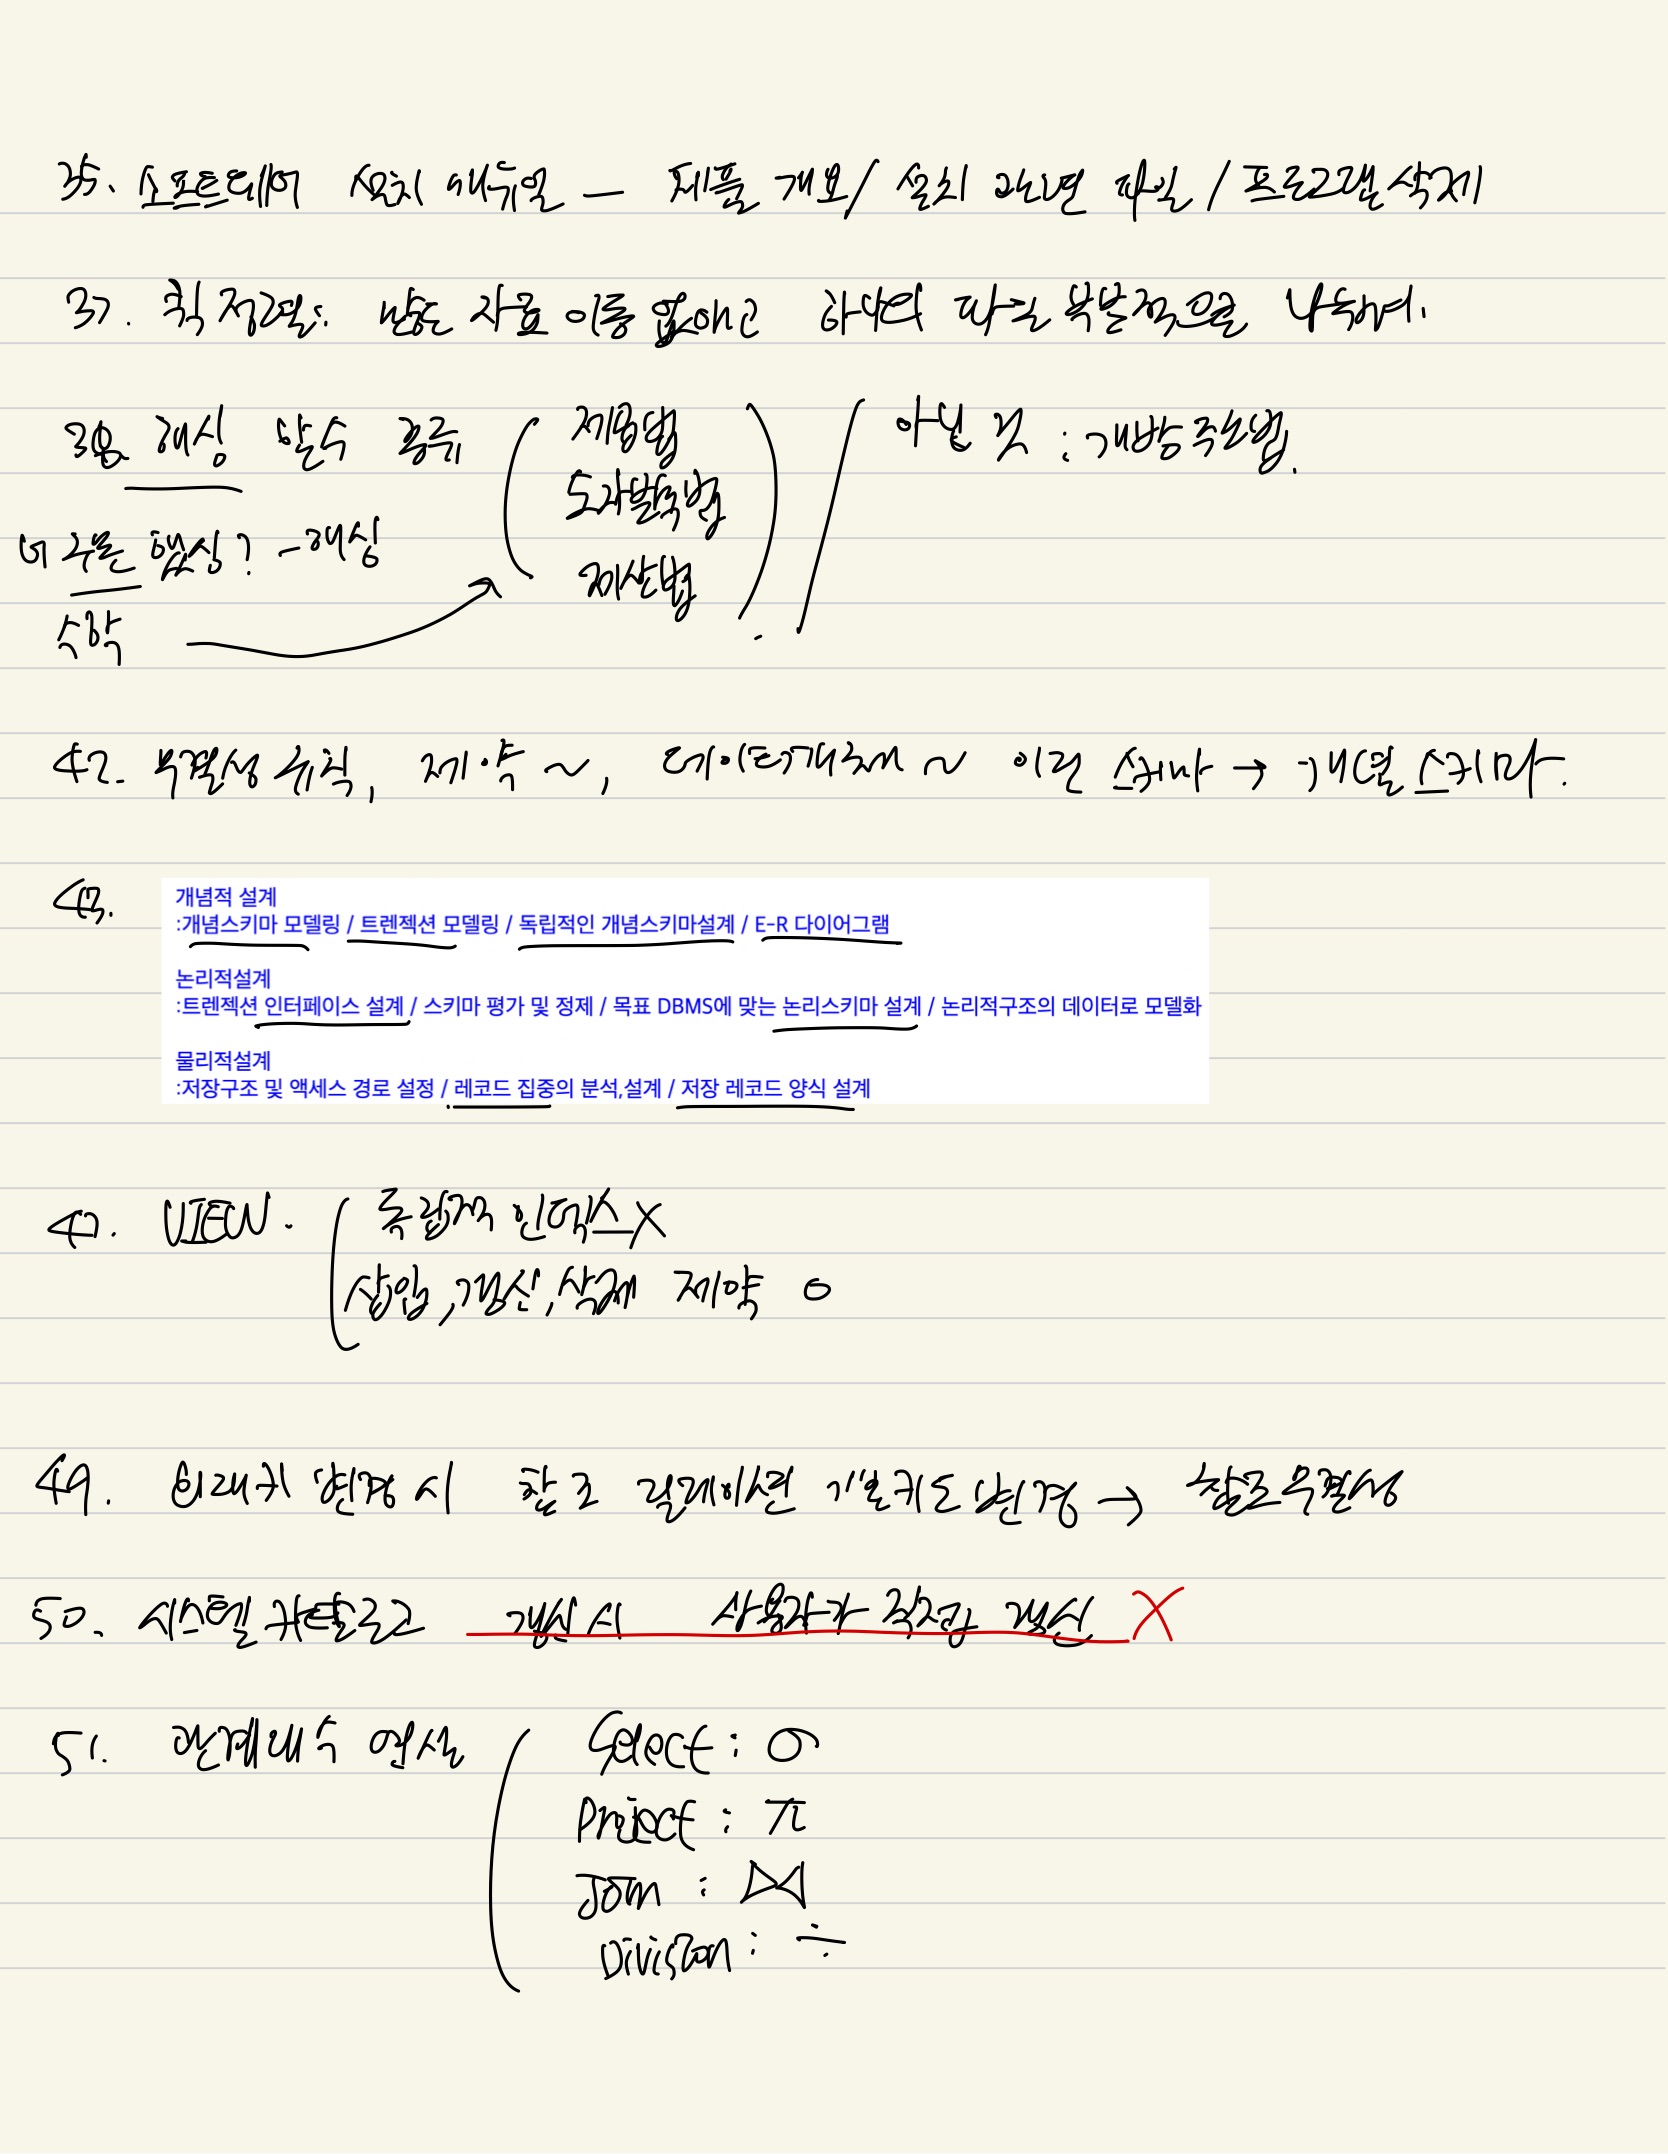 35. 소프트웨어 설치 매뉴얼 — 제품 개요 / 설치 관련 파일 / 프로그램 삭제
37. 퀵 정렬: 많은 자료 이동 없애고 하나의 파일 부분적으로 나누며.
38. 해싱 함수 종류 ( 제곱법 ) / 아닌 것 : 개방주소법.
숫자분석법
제산법
너 수분 햅싱? - 해싱
수학
42. 무결성 규칙, 제약 ~, 데이터개체 ~ 이런 스키마 → 개념 스키마.
43.
개념적 설계
:개념스키마 모델링 / 트렌젝션 모델링 / 독립적인 개념스키마설계 / E-R 다이어그램
논리적설계
:트렌젝션 인터페이스 설계 / 스키마 평가 및 정제 / 목표 DBMS에 맞는 논리스키마 설계 / 논리적구조의 데이터로 모델화
물리적설계
:저장구조 및 액세스 경로 설정 / 레코드 집중의 분석,설계 / 저장 레코드 양식 설계
47. VIEW. ( 독립적 인덱스 X
삽입, 갱신, 삭제 제약 O
49. 외래키 변경 시 참조 릴레이션 기본키도 변경 → 참조무결성
50. 시스템 카탈로그 갱신 시 사용자가 직접 갱신 X
51. 관계대수 연산 ( Select : σ
Project : π
Join : ⋈
Division : ÷